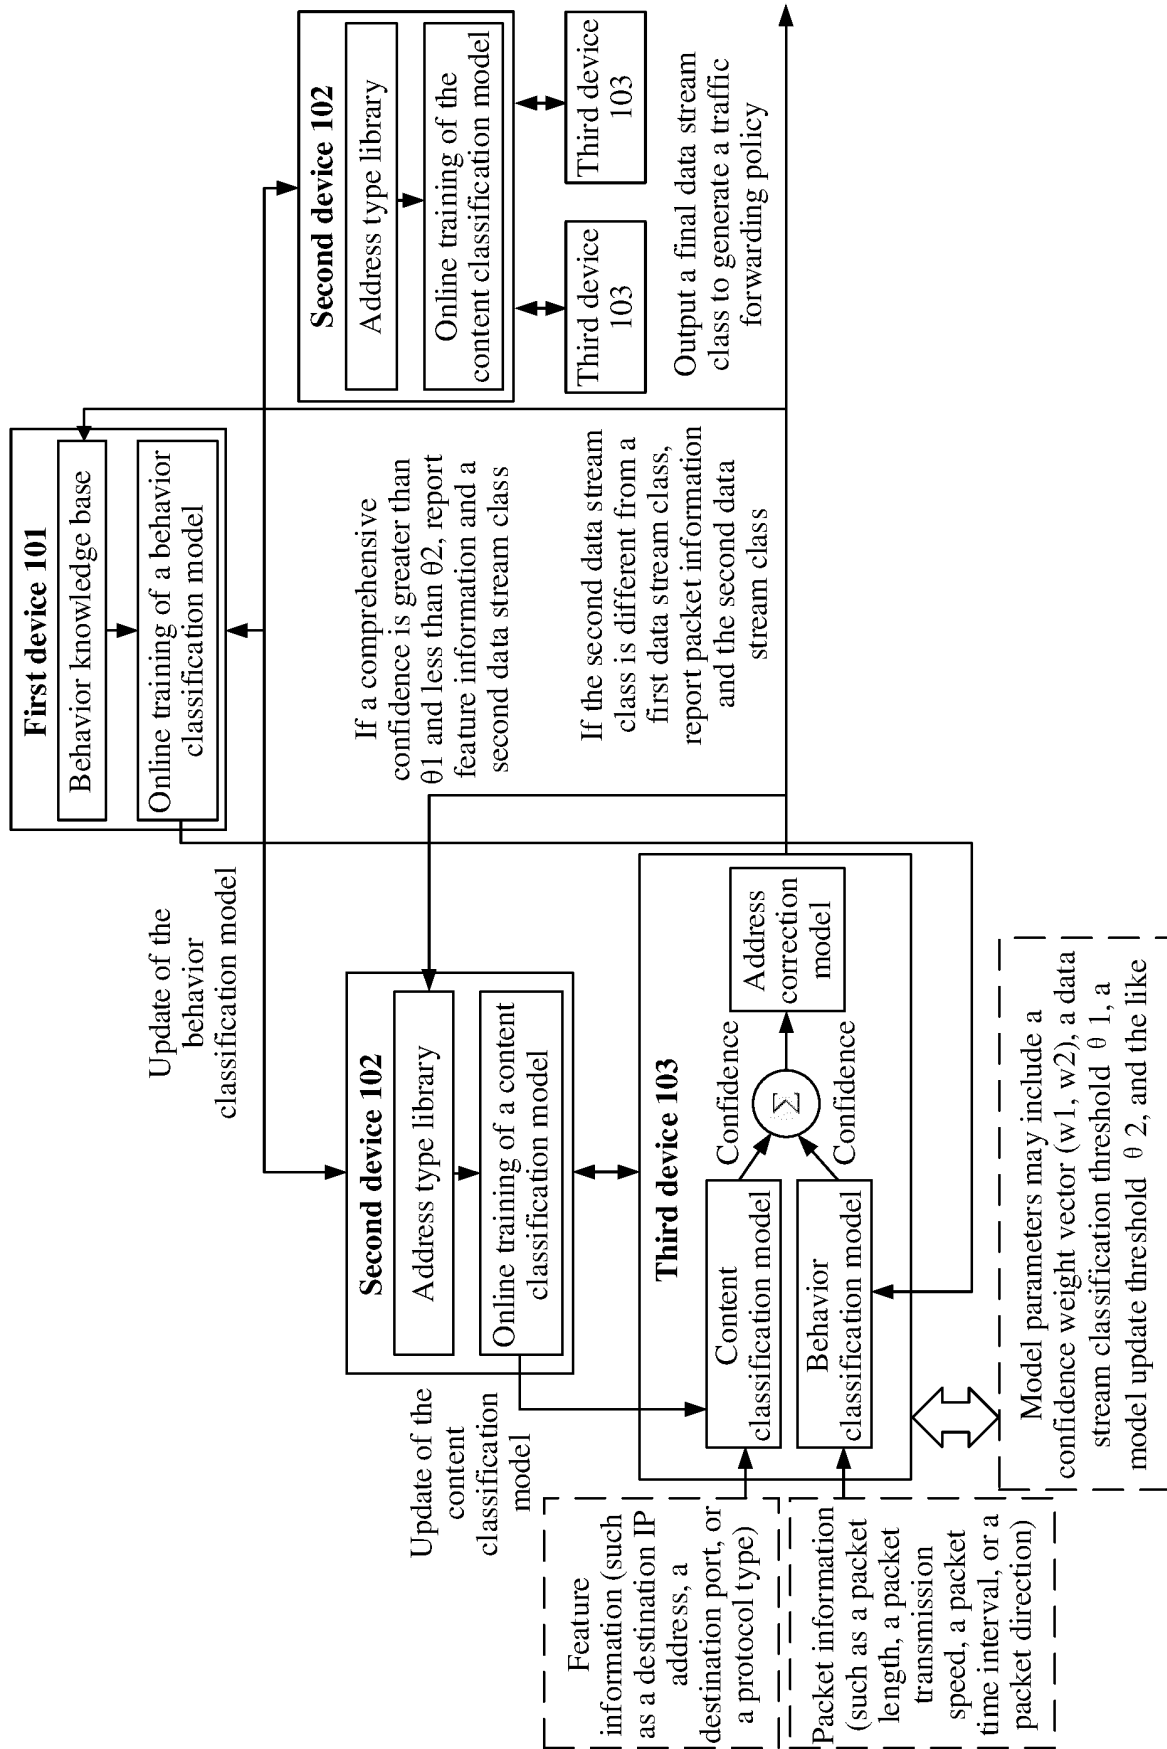 First device 101
Behavior knowledge base
Online training of a behavior
classification model
Update of the
behavior
classification model
Second device 102
Address type library
Online training of a content
classification model
Update of the
content
classification
model
If a comprehensive
confidence is greater than
θ1 and less than θ2, report
feature information and a
second data stream class
Second device 102
Address type library
Online training of the
content classification model
Third device
103
Third device
103
Feature
information (such
as a destination IP
address, a
destination port, or
a protocol type)
Packet information
(such as a packet
length, a packet
transmission
speed, a packet
time interval, or a
packet direction)
Third device 103
Content
classification model
Behavior
classification model
Confidence
Σ
Confidence
Address
correction
model
If the second data stream
class is different from a
first data stream class,
report packet information
and the second data
stream class
Output a final data stream
class to generate a traffic
forwarding policy
Model parameters may include a
confidence weight vector (w1, w2), a data
stream classification threshold θ 1, a
model update threshold θ 2, and the like